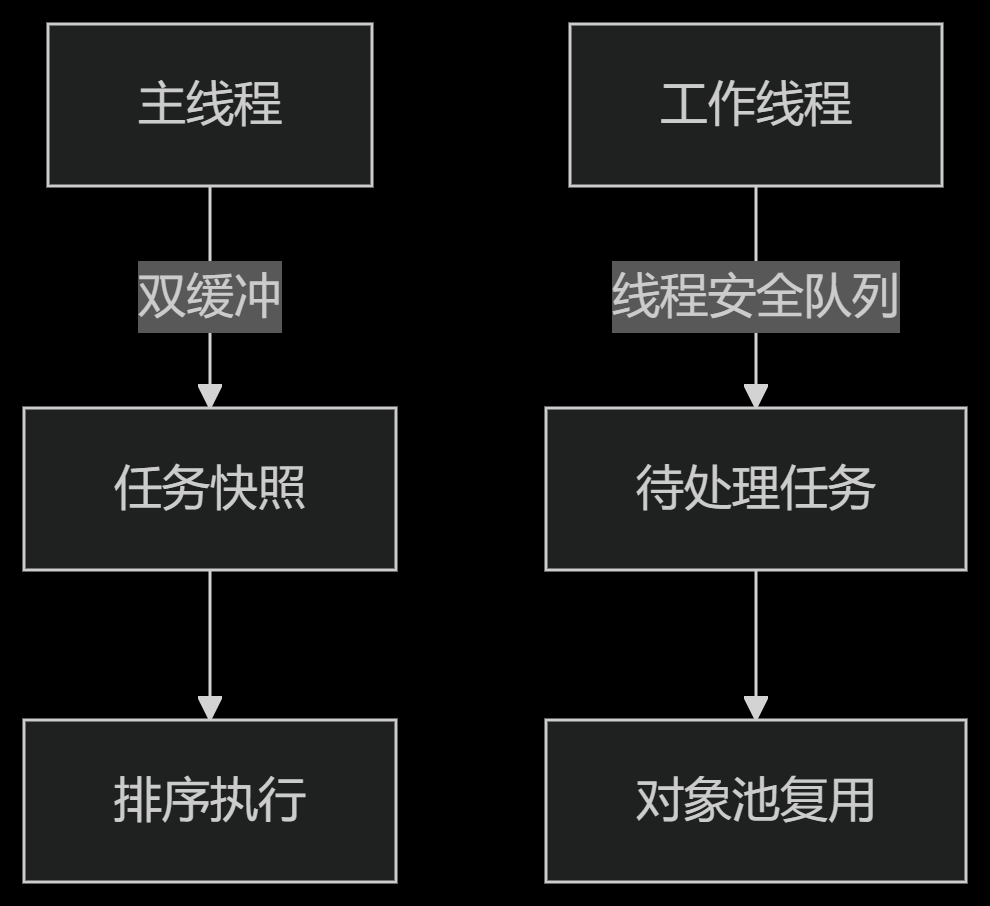 主线程
工作线程
双缓冲
线程安全队列
任务快照
待处理任务
排序执行
对象池复用